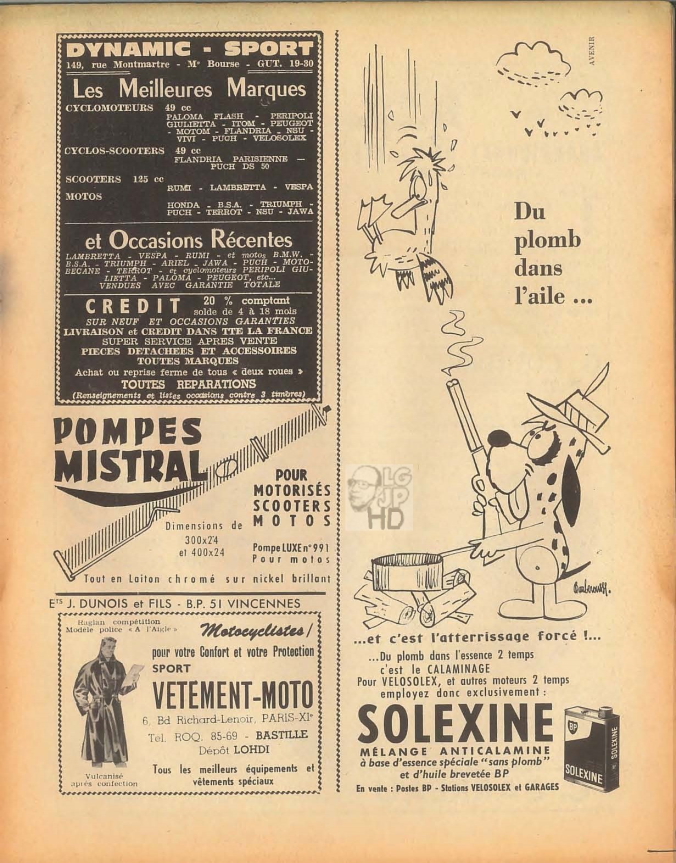 DYNAMIC - SPORT
149, rue Montmartre - Mº Bourse - GUT. 19-30
Les Meilleures Marques
CYCLOMOTEURS 49 cc
PALOMA FLASH - PERIPOLI
GIULIETTA - ITOM - PEUGEOT
- MOTOM - FLANDRIA - NSU -
VIVI - PUCH - VELOSOLEX
CYCLOS-SCOOTERS 49 cc
FLANDRIA PARISIENNE —
PUCH DS 50
SCOOTERS 125 cc
RUMI - LAMBRETTA - VESPA
MOTOS
HONDA - B.S.A. - TRIUMPH -
PUCH - TERROT - NSU - JAWA
et Occasions Récentes
LAMBRETTA - VESPA - RUMI - et motos B.M.W. -
B.S.A. - TRIUMPH - ARIEL - JAWA - PUCH - MOTO-
BECANE - TERROT - et cyclomoteurs PERIPOLI GIU-
LIETTA - PALOMA - PEUGEOT, etc...
VENDUES AVEC GARANTIE TOTALE
CREDIT 20 % comptant
solde de 4 à 18 mois
SUR NEUF ET OCCASIONS GARANTIES
LIVRAISON et CREDIT DANS TTE LA FRANCE
SUPER SERVICE APRES VENTE
PIECES DETACHEES ET ACCESSOIRES
TOUTES MARQUES
Achat ou reprise ferme de tous « deux roues »
TOUTES REPARATIONS
(Renseignements et listes occasions contre 3 timbres)
POMPES
MISTRAL
POUR
MOTORISÉS
SCOOTERS
MOTOS
Dimensions de
300x24
et 400x24
Pompe LUXE nº 991
Pour motos
Tout en laiton chromé sur nickel brillant
Ets J. DUNOIS et FILS - B.P. 51 VINCENNES
Raglan compétition
Modèle police « A l'Aigle »
Motocyclistes!
pour votre Confort et votre Protection
SPORT
VETEMENT-MOTO
6, Bd Richard-Lenoir, PARIS-XIe
Tél. ROQ. 85-69 - BASTILLE
Dépôt LOHDI
Vulcanisé
après confection
Tous les meilleurs équipements et
vêtements spéciaux
AVENIR
Du
plomb
dans
l'aile ...
LG
JP
HD
...et c'est l'atterrissage forcé !...
...Du plomb dans l'essence 2 temps
c'est le CALAMINAGE
Pour VELOSOLEX, et autres moteurs 2 temps
employez donc exclusivement :
SOLEXINE
MÉLANGE ANTICALAMINE
à base d'essence spéciale "sans plomb"
et d'huile brevetée BP
En vente : Postes BP - Stations VELOSOLEX et GARAGES
BP
SOLEXINE
SOLEXINE